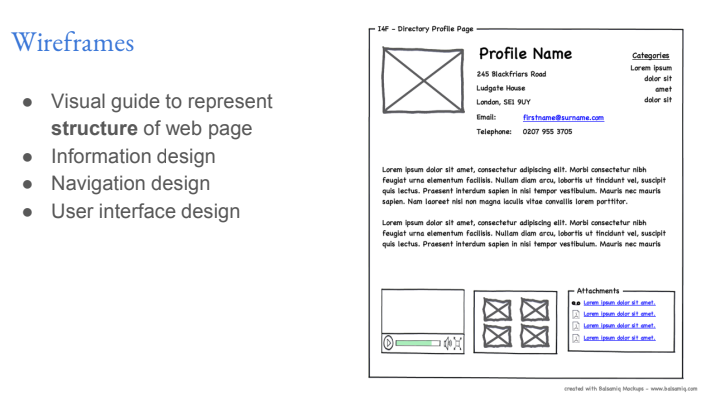 Wireframes
● Visual guide to represent
structure of web page
● Information design
● Navigation design
● User interface design
I4F - Directory Profile Page
Profile Name
245 Blackfriars Road
Ludgate House
London, SE1 9UY
Email: firstname@surname.com
Telephone: 0207 955 3705
Categories
Lorem ipsum
dolor sit
amet
dolor sit
Lorem ipsum dolor sit amet, consectetur adipiscing elit. Morbi consectetur nibh
feugiat urna elementum facilisis. Nullam diam arcu, lobortis ut tincidunt vel, suscipit
quis lectus. Praesent interdum sapien in nisi tempor vestibulum. Mauris nec mauris
sapien. Nam laoreet nisi non magna iaculis vitae convallis lorem porttitor.
Lorem ipsum dolor sit amet, consectetur adipiscing elit. Morbi consectetur nibh
feugiat urna elementum facilisis. Nullam diam arcu, lobortis ut tincidunt vel, suscipit
quis lectus. Praesent interdum sapien in nisi tempor vestibulum. Mauris nec mauris
Attachments
Lorem ipsum dolor sit amet.
Lorem ipsum dolor sit amet.
Lorem ipsum dolor sit amet.
Lorem ipsum dolor sit amet.
created with Balsamiq Mockups - www.balsamiq.com